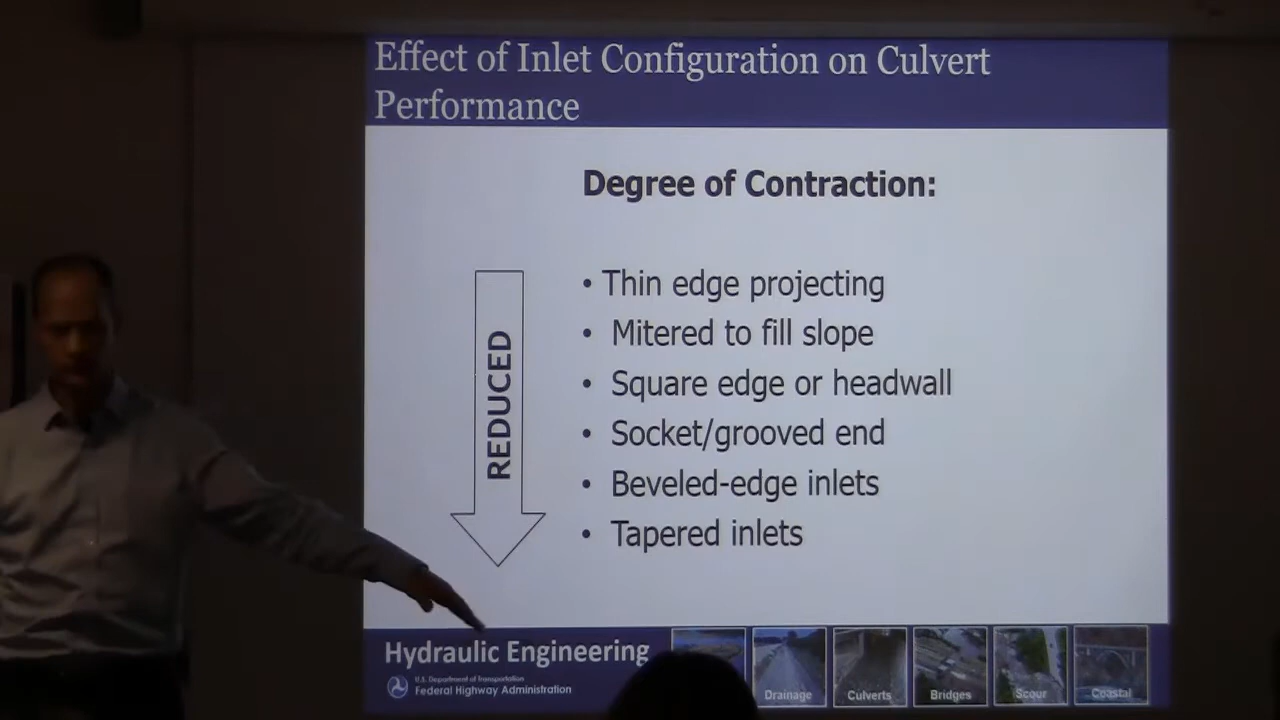 Effect of Inlet Configuration on Culvert
Performance
Degree of Contraction:
REDUCED
• Thin edge projecting
• Mitered to fill slope
• Square edge or headwall
• Socket/grooved end
• Beveled-edge inlets
• Tapered inlets
Hydraulic Engineering
U.S. Department of Transportation
Federal Highway Administration
Drainage
Culverts
Bridges
Scour
Coastal